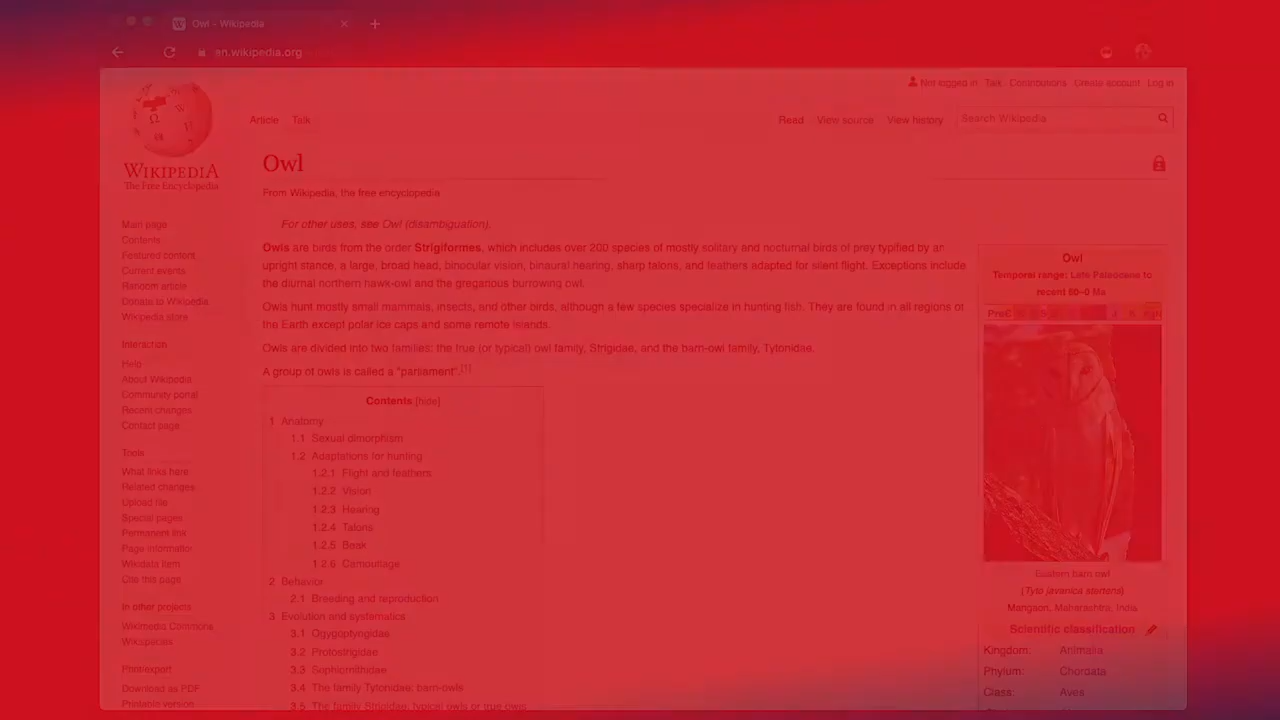 Owl - Wikipedia
en.wikipedia.org
Not logged in Talk Contributions Create account Log in
Article Talk
Read View source View history Search Wikipedia
WIKIPEDIA
The Free Encyclopedia
Owl
From Wikipedia, the free encyclopedia
For other uses, see Owl (disambiguation).
Owls are birds from the order Strigiformes, which includes over 200 species of mostly solitary and nocturnal birds of prey typified by an
upright stance, a large, broad head, binocular vision, binaural hearing, sharp talons, and feathers adapted for silent flight. Exceptions include
the diurnal northern hawk-owl and the gregarious burrowing owl.
Owls hunt mostly small mammals, insects, and other birds, although a few species specialize in hunting fish. They are found in all regions of
the Earth except polar ice caps and some remote islands.
Owls are divided into two families: the true (or typical) owl family, Strigidae, and the barn-owl family, Tytonidae.
A group of owls is called a "parliament".[1]
Main page
Contents
Featured content
Current events
Random article
Donate to Wikipedia
Wikipedia store
Interaction
Help
About Wikipedia
Community portal
Recent changes
Contact page
Tools
What links here
Related changes
Upload file
Special pages
Permanent link
Page information
Wikidata item
Cite this page
In other projects
Wikimedia Commons
Wikispecies
Print/export
Download as PDF
Printable version
Contents [hide]
1 Anatomy
1.1 Sexual dimorphism
1.2 Adaptations for hunting
1.2.1 Flight and feathers
1.2.2 Vision
1.2.3 Hearing
1.2.4 Talons
1.2.5 Beak
1.2.6 Camouflage
2 Behavior
2.1 Breeding and reproduction
3 Evolution and systematics
3.1 Ogygoptyngidae
3.2 Protostrigidae
3.3 Sophiornithidae
3.4 The family Tytonidae: barn-owls
3.5 The family Strigidae, typical owls or true owls
Owl
Temporal range: Late Paleocene to
recent 60–0 Ma
PreЄ
Eastern barn owl
(Tyto javanica stertens)
Mangaon, Maharashtra, India
Scientific classification
Kingdom: Animalia
Phylum: Chordata
Class: Aves